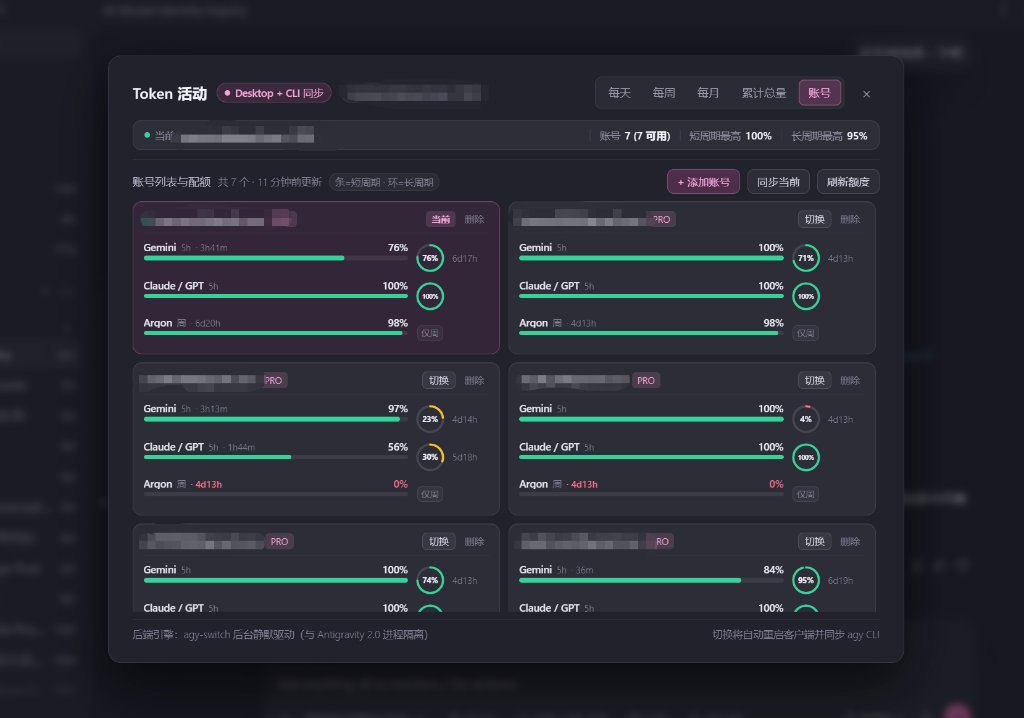 Token 活动 Desktop + CLI 同步 每天 每周 每月 累计总量 账号 ×
当前 账号 7 (7 可用) 短周期最高 100% 长周期最高 95%
账号列表与配额 共 7 个 · 11 分钟前更新 条=短周期 · 环=长周期 + 添加账号 同步当前 刷新额度
当前 删除
Gemini 5h · 3h41m 76% 76% 6d17h
Claude / GPT 5h 100% 100%
Argon 周 · 6d20h 98% 仅周
PRO 切换 删除
Gemini 5h 100% 71% 4d13h
Claude / GPT 5h 100% 100%
Argon 周 · 4d13h 98% 仅周
PRO 切换 删除
Gemini 5h · 3h13m 97% 23% 4d14h
Claude / GPT 5h · 1h44m 56% 30% 5d18h
Argon 周 · 4d13h 0% 仅周
PRO 切换 删除
Gemini 5h 100% 4% 4d13h
Claude / GPT 5h 100% 100%
Argon 周 · 4d13h 0% 仅周
PRO 切换 删除
Gemini 5h 100% 74% 4d13h
Claude / GPT 5h 100%
RO 切换 删除
Gemini 5h · 36m 84% 95% 6d19h
Claude / GPT 5h 100%
后端引擎: agy-switch 后台静默驱动 (与 Antigravity 2.0 进程隔离) 切换将自动重启客户端并同步 agy CLI